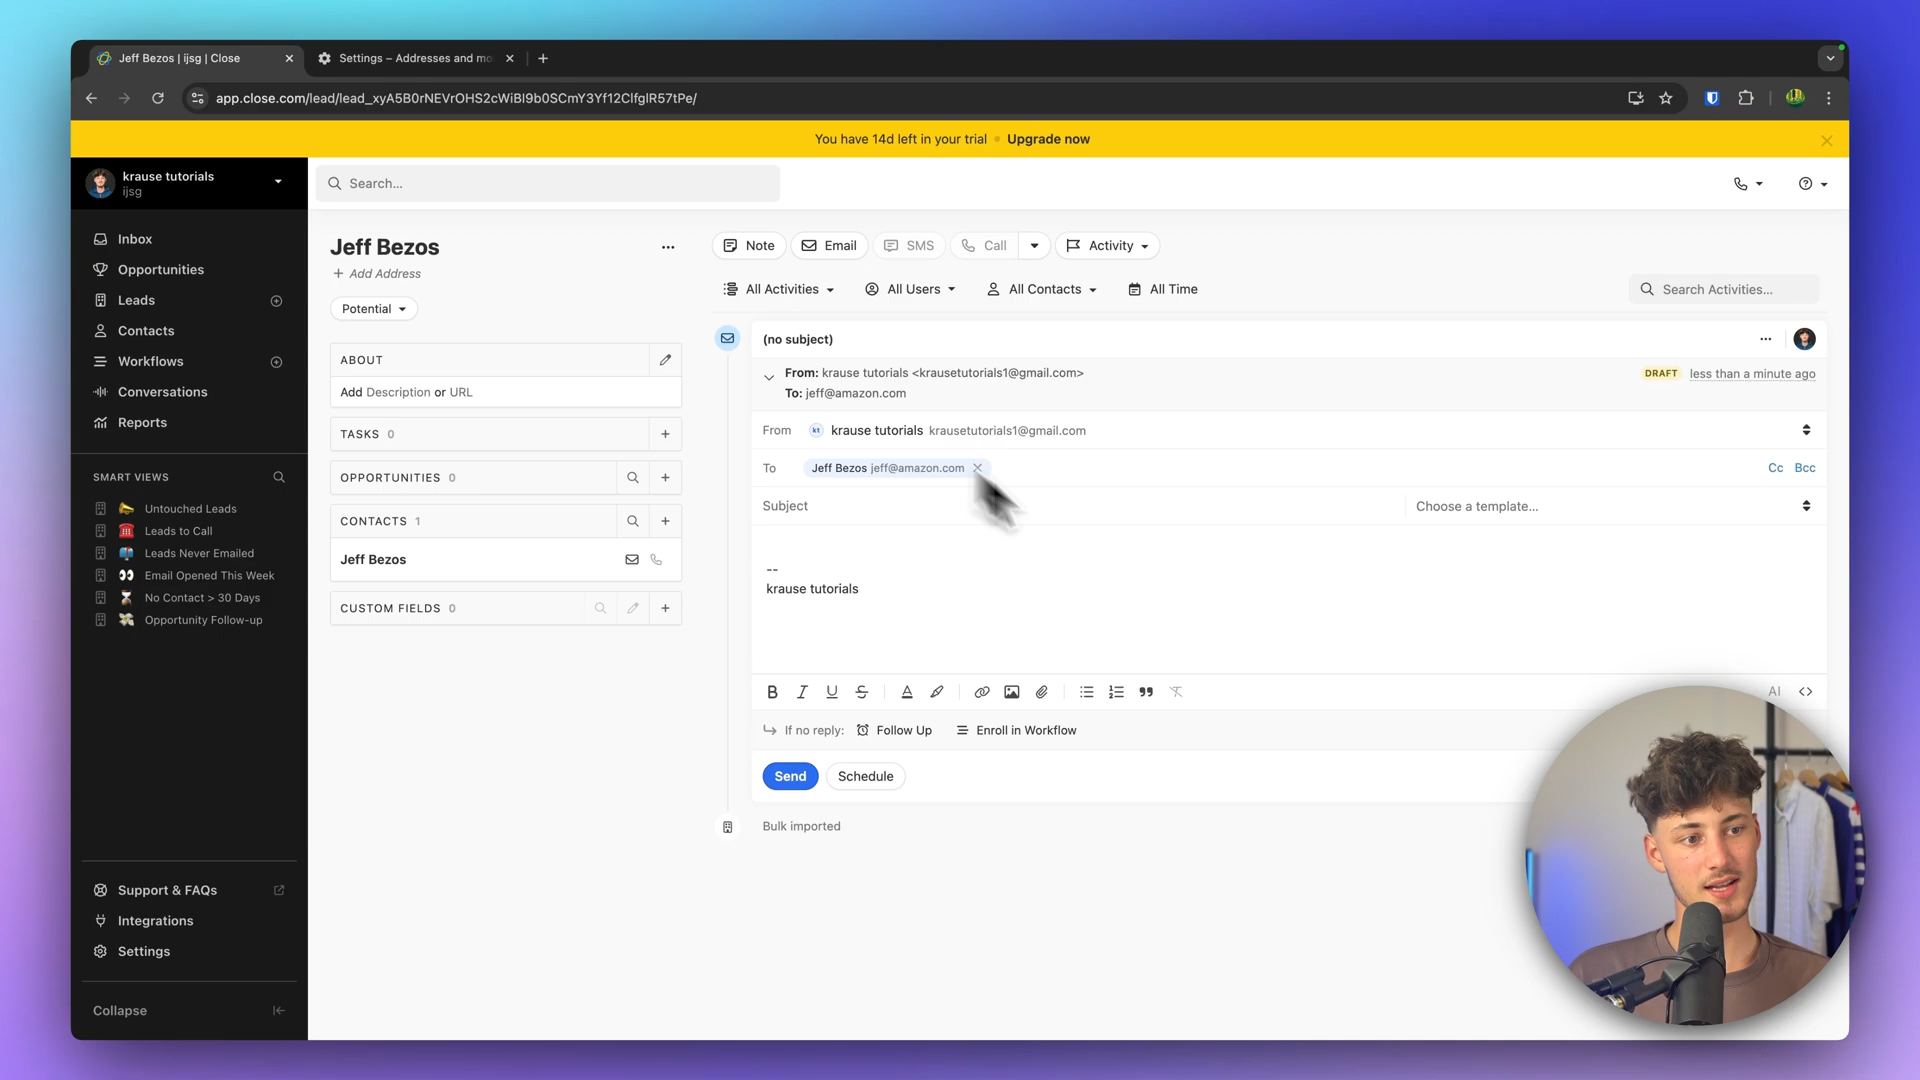 Jeff Bezos | ijsg | Close
Settings – Addresses and mo
app.close.com/lead/lead_xyA5B0rNEVrOHS2cWiBl9b0SCmY3Yf12ClfglR57tPe/
You have 14d left in your trial • Upgrade now
krause tutorials
ijsg
Search...
Inbox
Opportunities
Leads
Contacts
Workflows
Conversations
Reports
SMART VIEWS
Untouched Leads
Leads to Call
Leads Never Emailed
Email Opened This Week
No Contact > 30 Days
Opportunity Follow-up
Support & FAQs
Integrations
Settings
Collapse
Jeff Bezos
+ Add Address
Potential
ABOUT
Add Description or URL
TASKS 0
OPPORTUNITIES 0
CONTACTS 1
Jeff Bezos
CUSTOM FIELDS 0
Note
Email
SMS
Call
Activity
All Activities
All Users
All Contacts
All Time
Search Activities...
(no subject)
From: krause tutorials <krausetutorials1@gmail.com>
DRAFT less than a minute ago
To: jeff@amazon.com
From kt krause tutorials krausetutorials1@gmail.com
To Jeff Bezos jeff@amazon.com
Cc Bcc
Subject
Choose a template...
--
krause tutorials
B I U S A
AI
If no reply: Follow Up Enroll in Workflow
Send
Schedule
Bulk imported